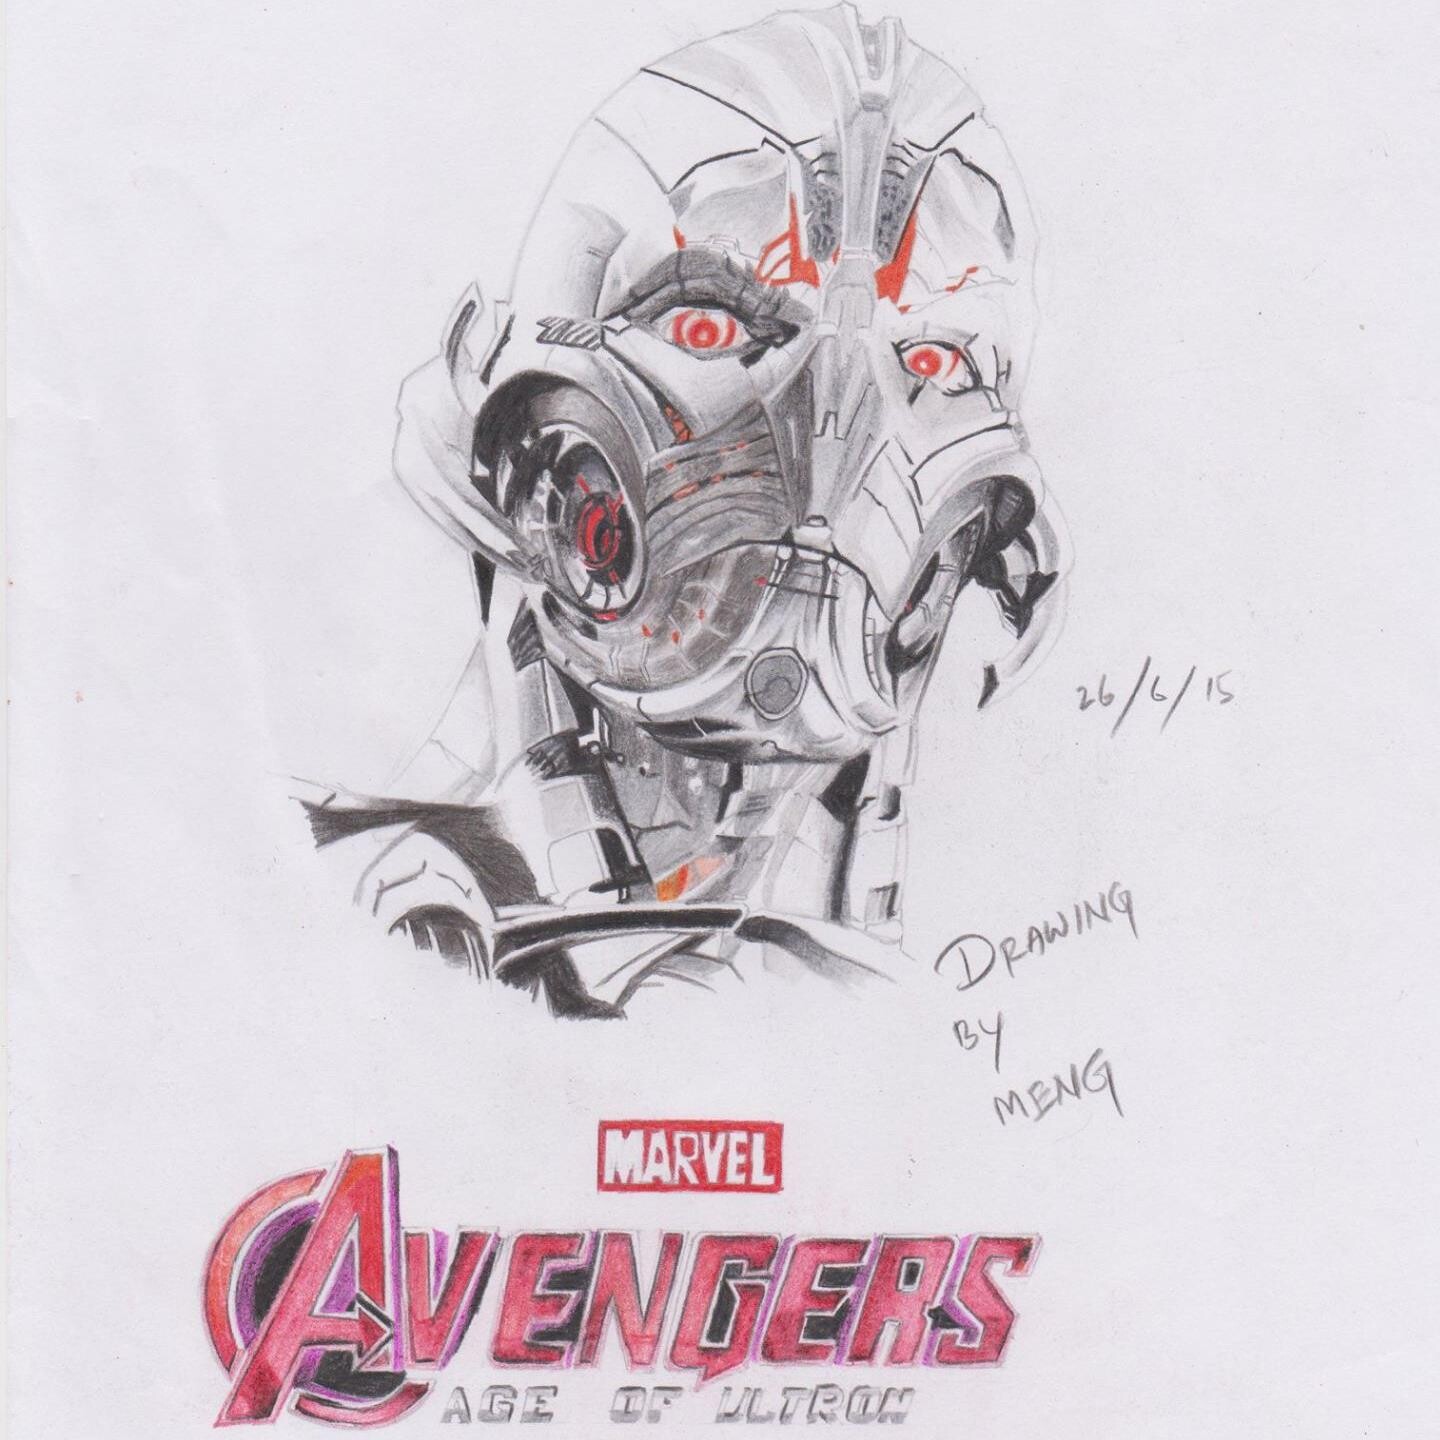 26/6/15
DRAWING
BY
MENG
MARVEL
AVENGERS
AGE OF ULTRON